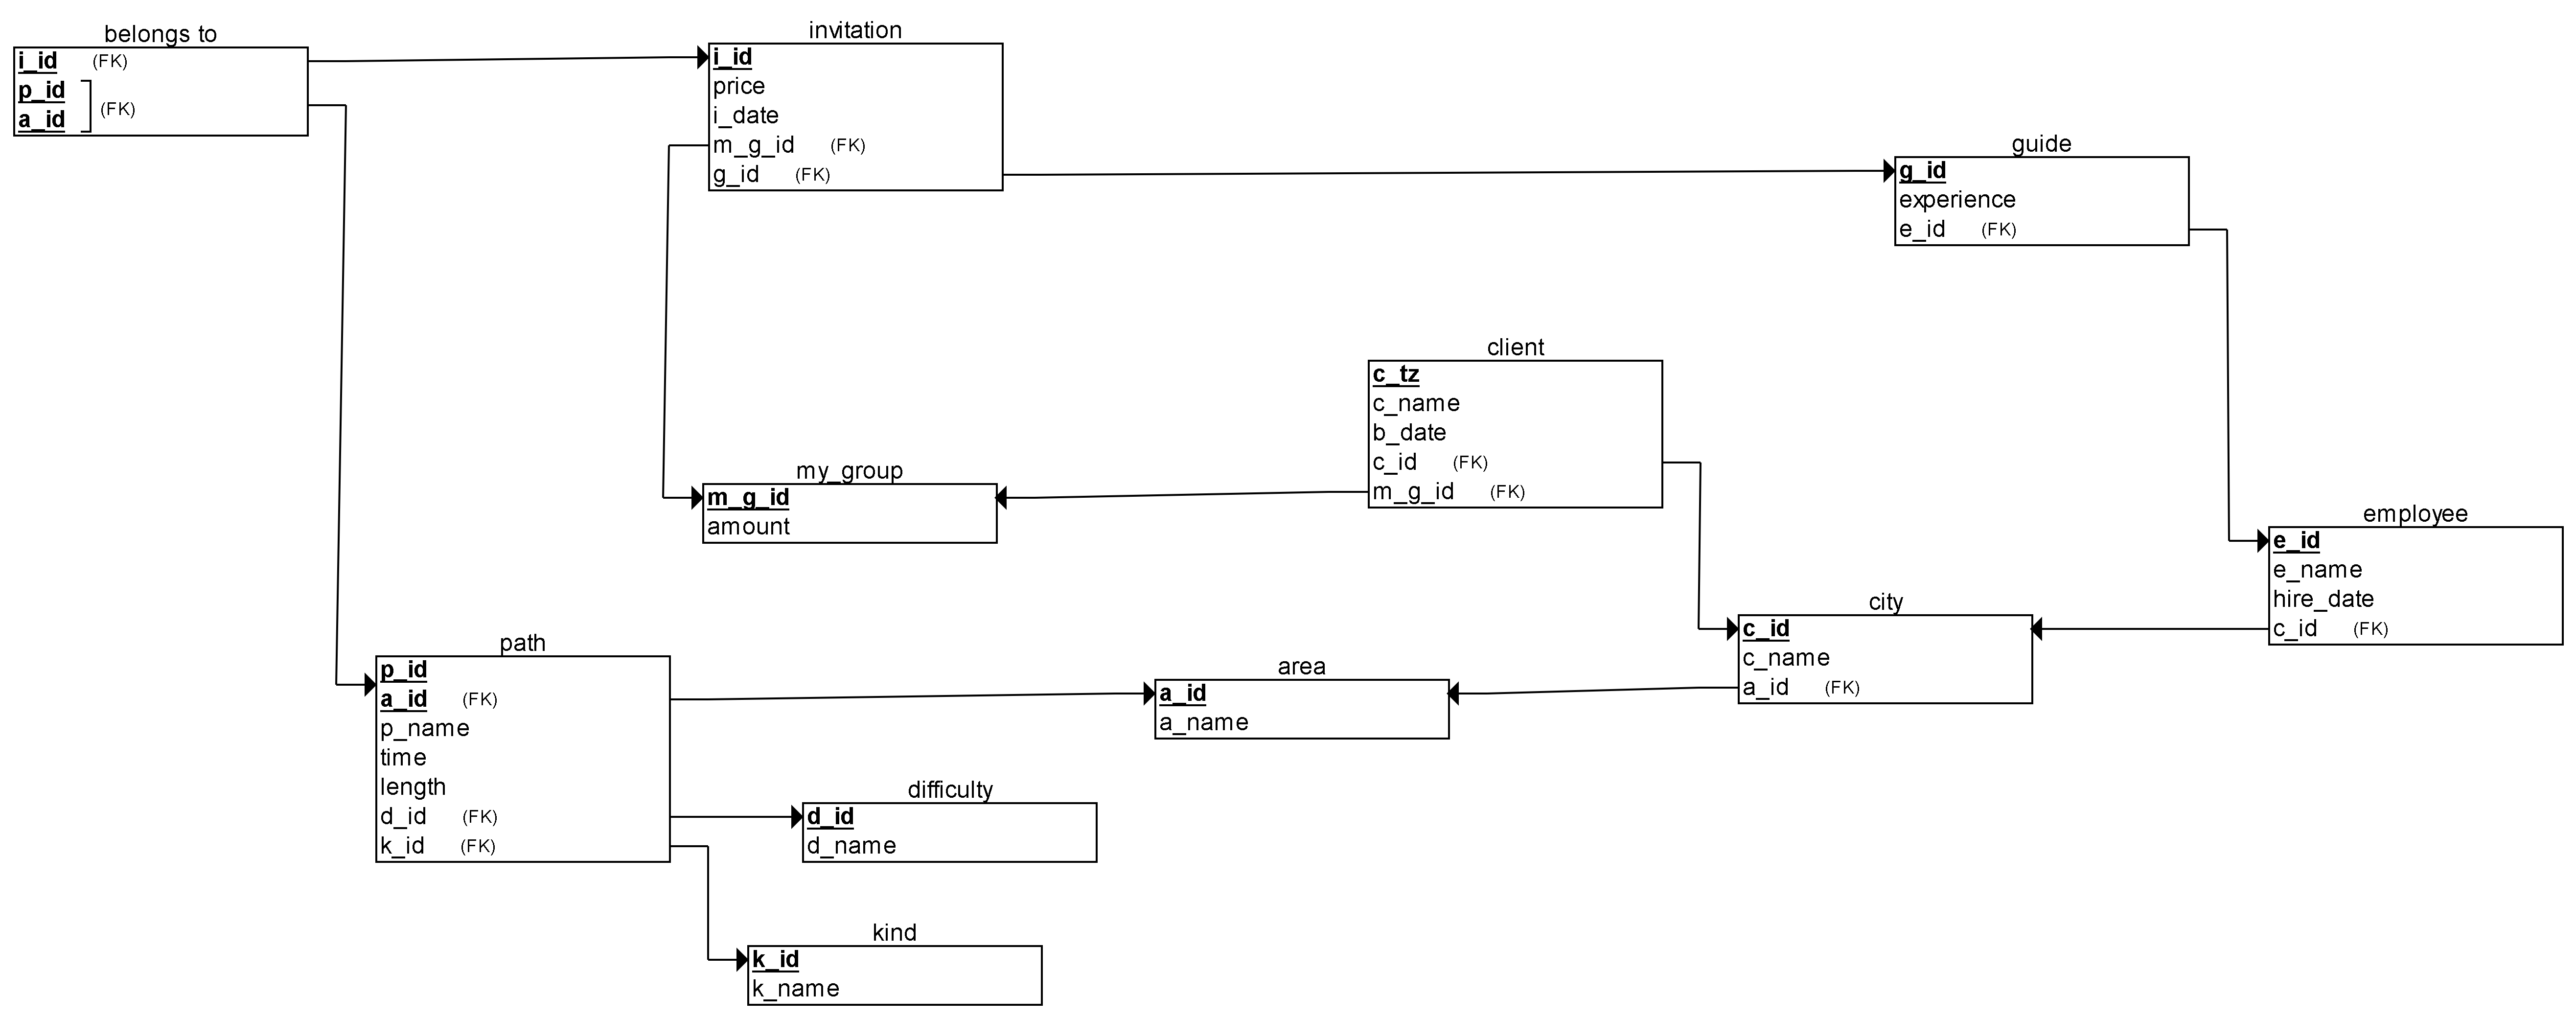 belongs to
i_id (FK)
p_id
a_id
(FK)
invitation
i_id
price
i_date
m_g_id (FK)
g_id (FK)
guide
g_id
experience
e_id (FK)
client
c_tz
c_name
b_date
c_id (FK)
m_g_id (FK)
my_group
m_g_id
amount
employee
e_id
e_name
hire_date
c_id (FK)
city
c_id
c_name
a_id (FK)
path
p_id
a_id (FK)
p_name
time
length
d_id (FK)
k_id (FK)
area
a_id
a_name
difficulty
d_id
d_name
kind
k_id
k_name